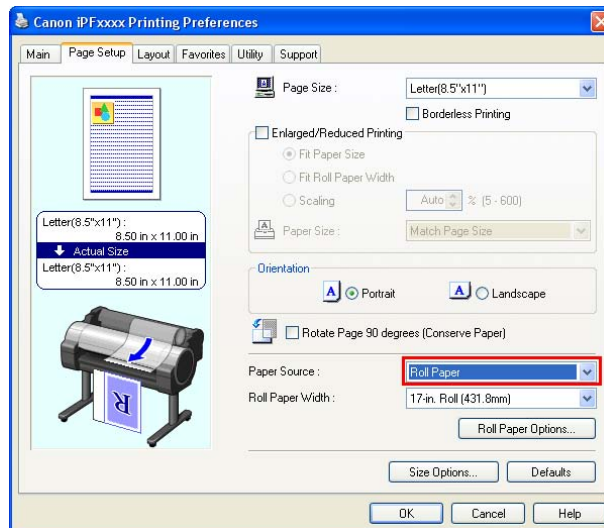 Canon iPFxxxx Printing Preferences
Main Page Setup Layout Favorites Utility Support
Page Size : Letter(8.5"x11")
Borderless Printing
Enlarged/Reduced Printing
Fit Paper Size
Fit Roll Paper Width
Scaling Auto % (5 - 600)
Paper Size : Match Page Size
Letter(8.5"x11") :
8.50 in x 11.00 in
Actual Size
Letter(8.5"x11") :
8.50 in x 11.00 in
Orientation
A Portrait A Landscape
Rotate Page 90 degrees (Conserve Paper)
Paper Source : Roll Paper
Roll Paper Width : 17-in. Roll (431.8mm)
R
Roll Paper Options...
Size Options... Defaults
OK Cancel Help